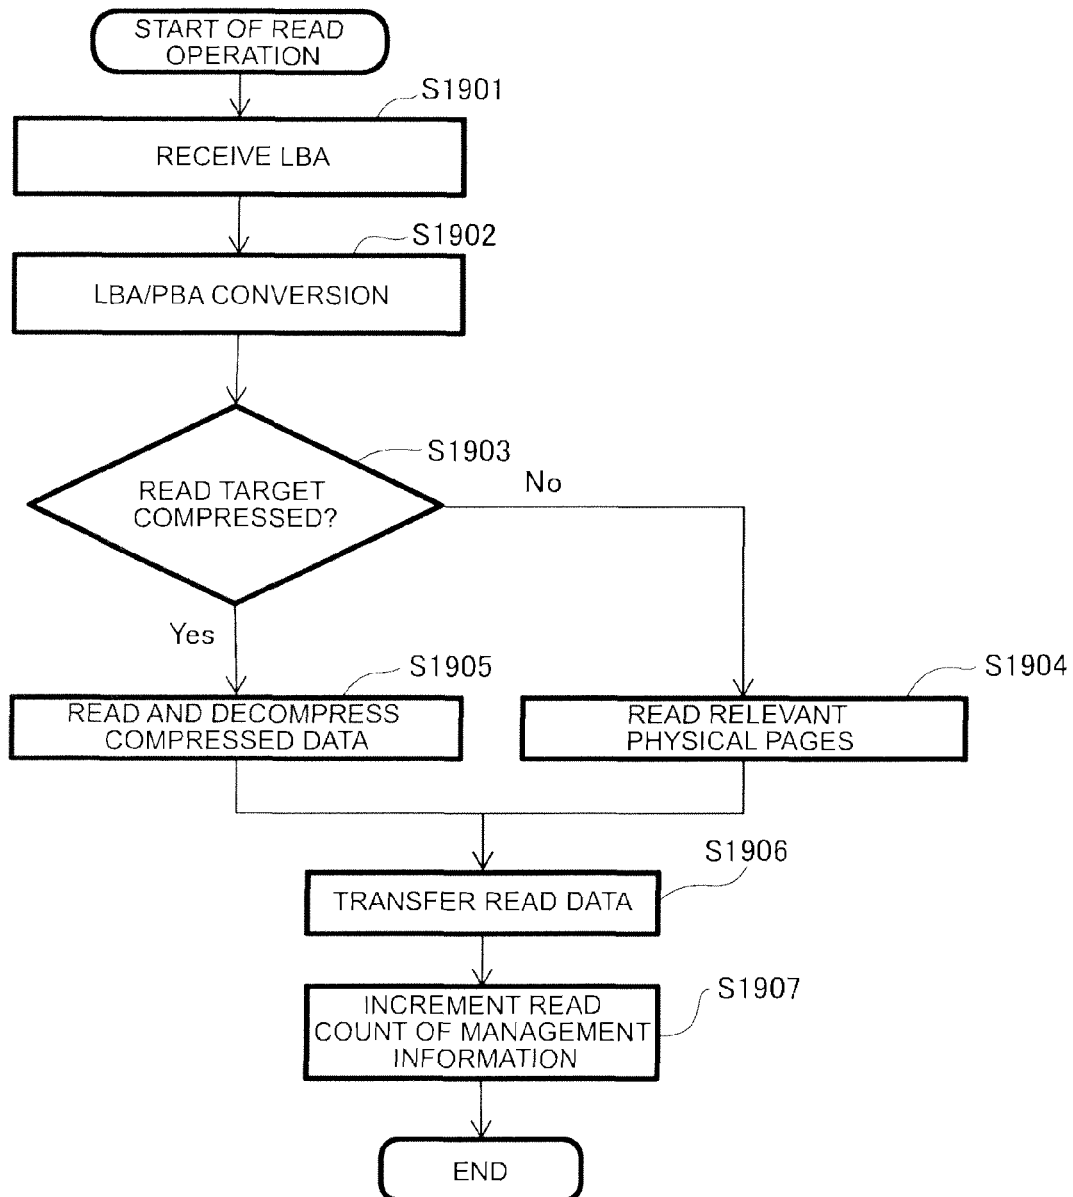 START OF READ
OPERATION
S1901
RECEIVE LBA
S1902
LBA/PBA CONVERSION
S1903
READ TARGET
COMPRESSED?
No
Yes
S1905
READ AND DECOMPRESS
COMPRESSED DATA
S1904
READ RELEVANT
PHYSICAL PAGES
S1906
TRANSFER READ DATA
S1907
INCREMENT READ
COUNT OF MANAGEMENT
INFORMATION
END